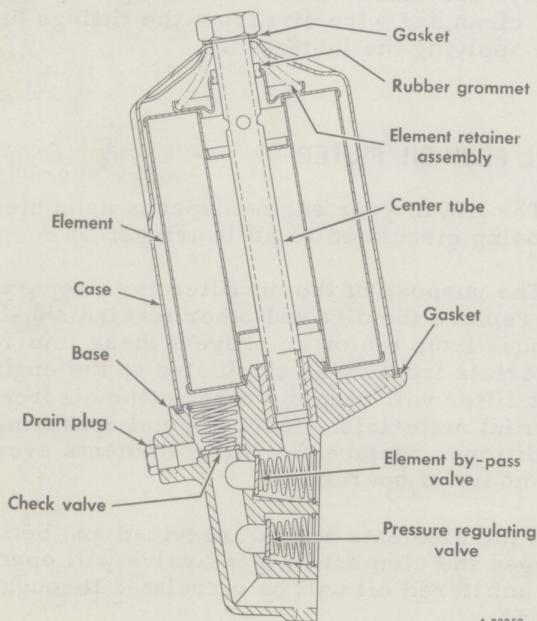 Gasket
Rubber grommet
Element retainer
assembly
Center tube
Element
Case
Gasket
Base
Drain plug
Element by-pass
valve
Check valve
Pressure regulating
valve